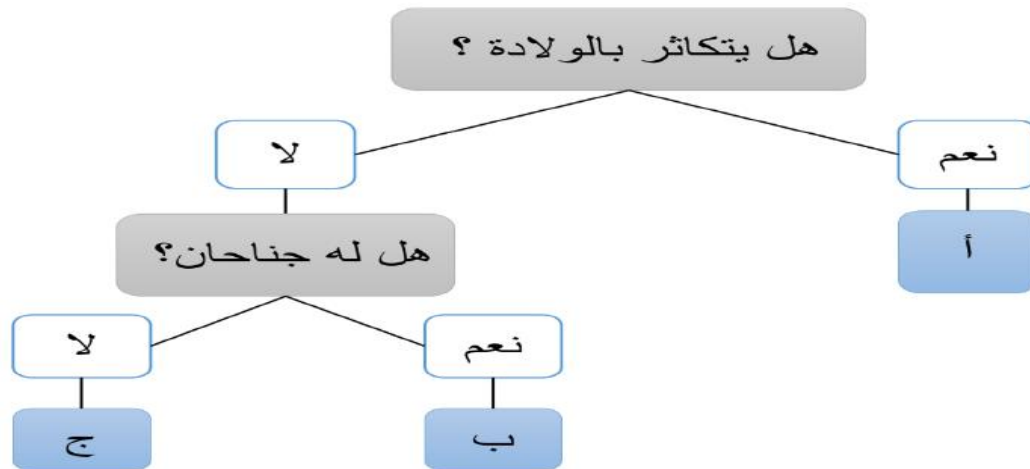 هل يتكاثر بالولادة ؟
نعم
لا
أ
هل له جناحان؟
نعم
لا
ب
ج